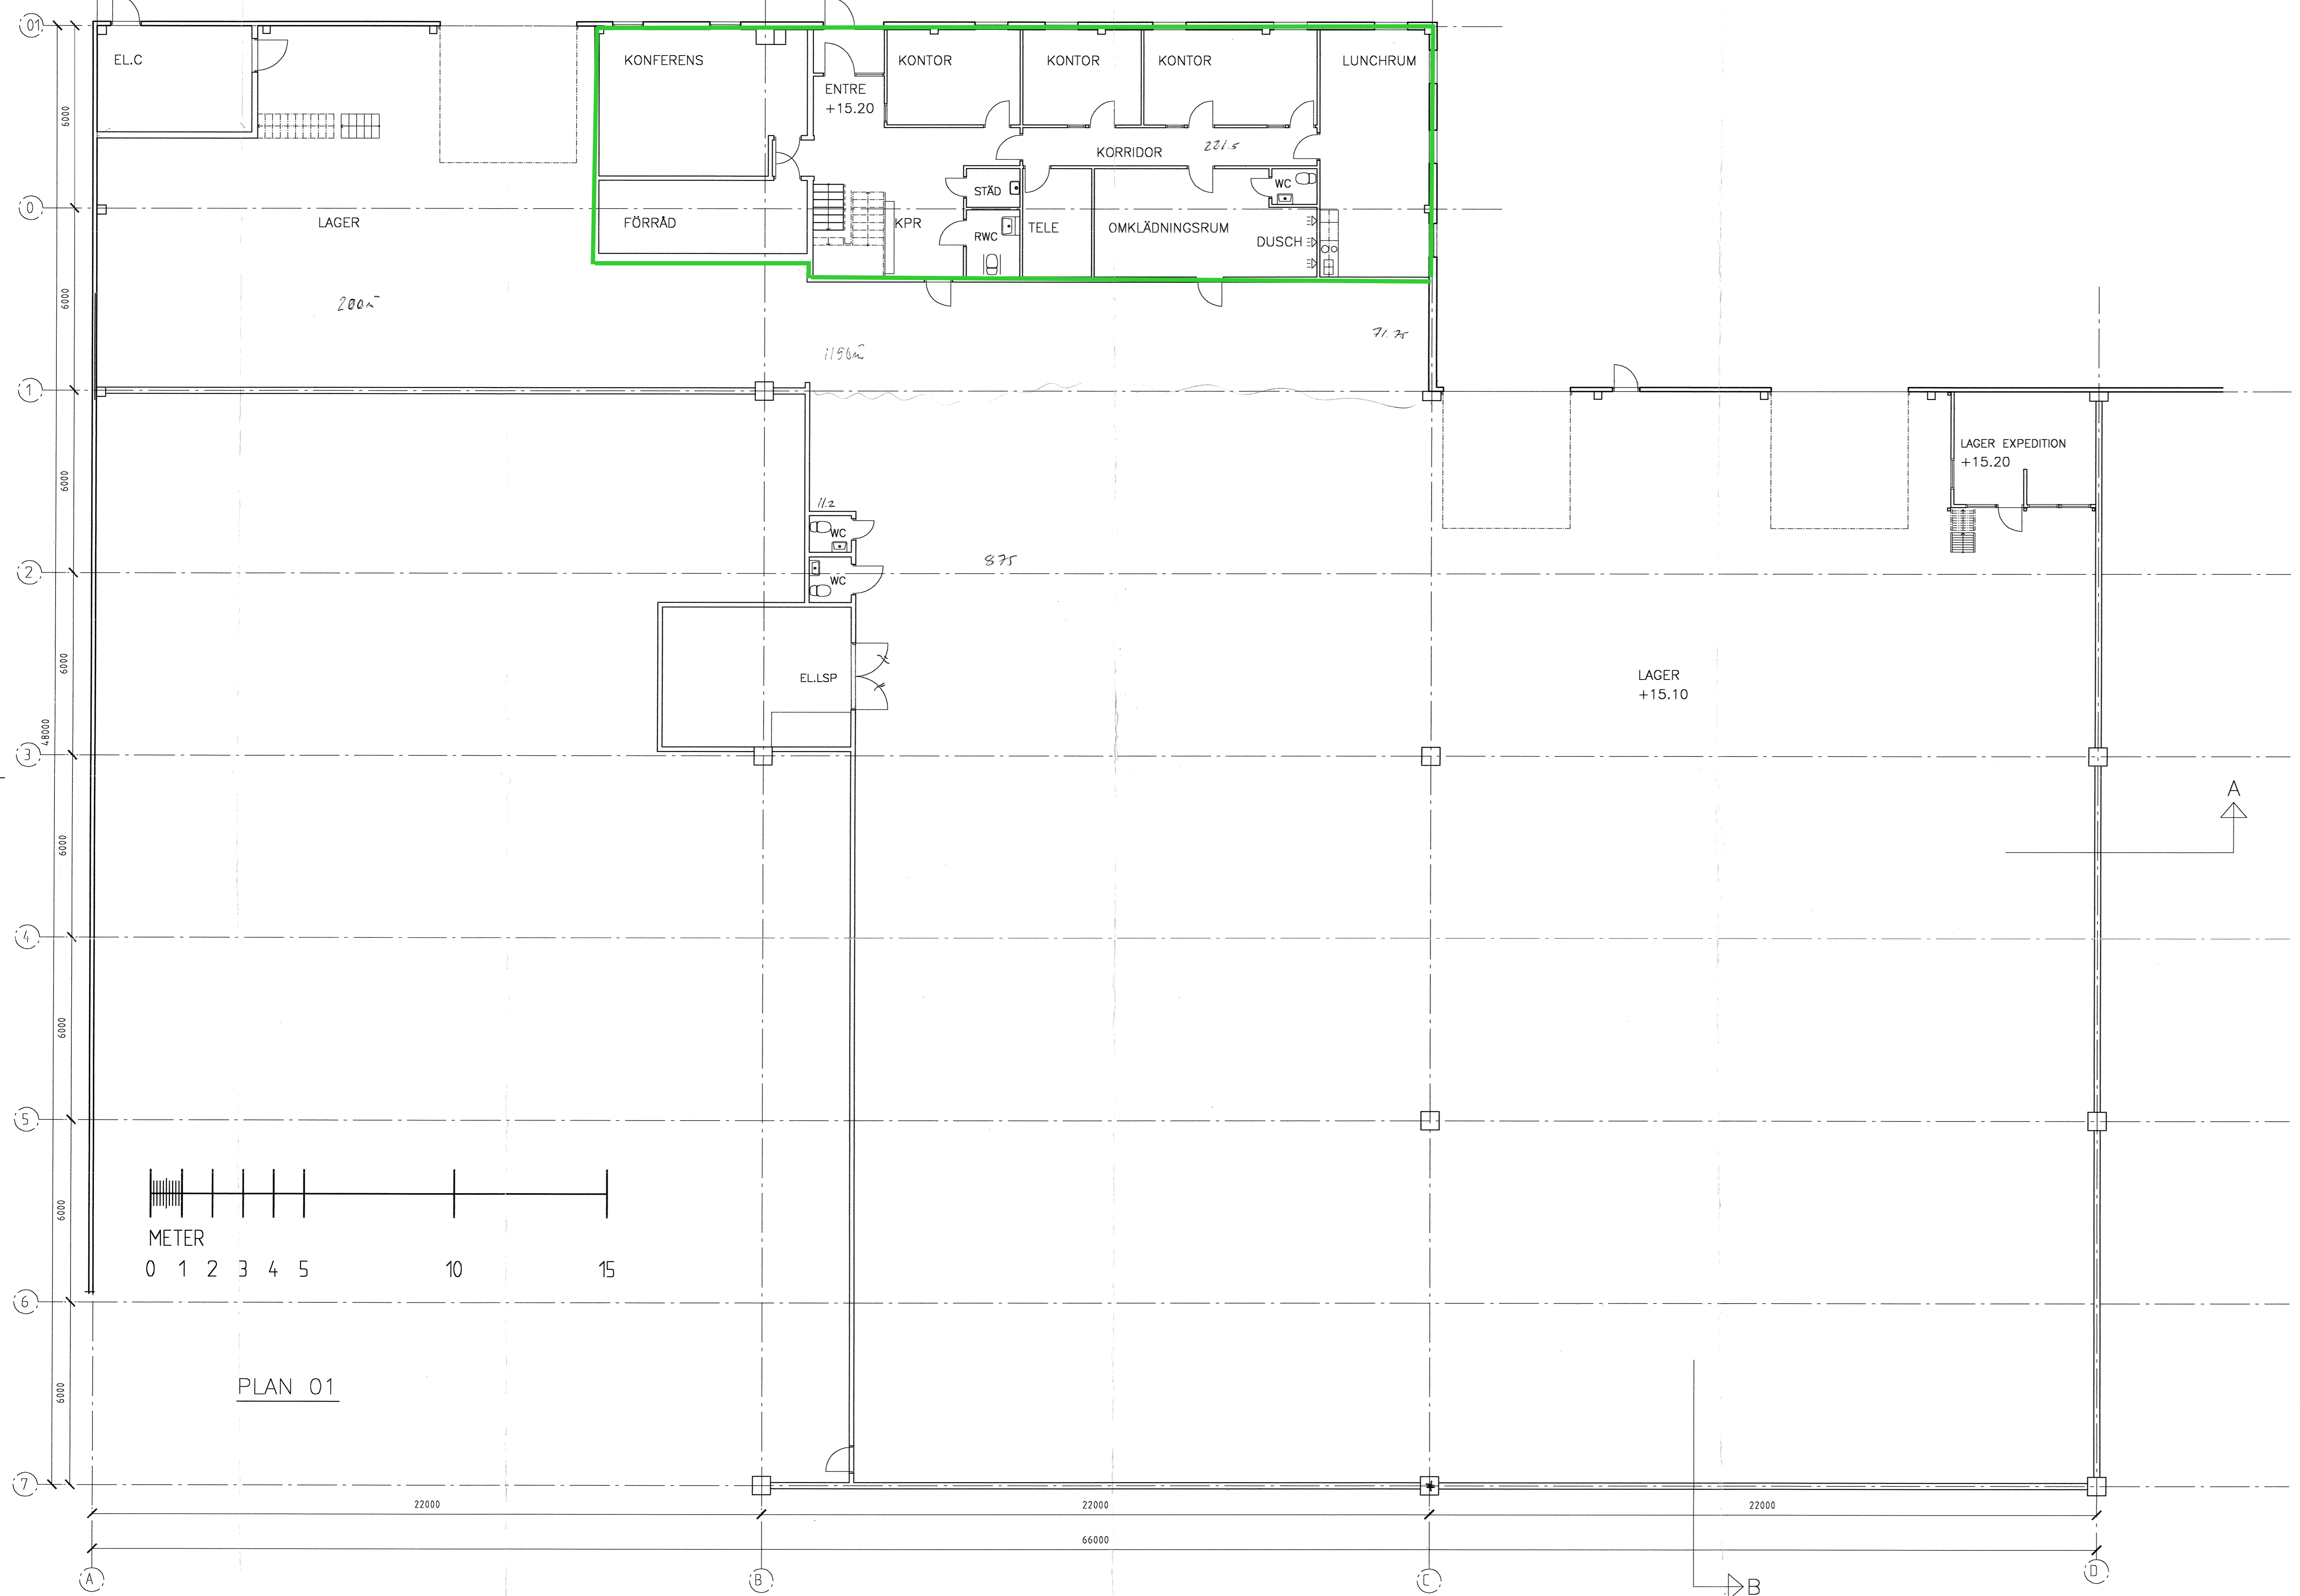 01
EL.C
KONFERENS
KONTOR
KONTOR
KONTOR
LUNCHRUM
ENTRE
+15.20
6000
KORRIDOR
221.5
STÄD
WC
0
LAGER
FÖRRÅD
KPR
RWC
TELE
OMKLÄDNINGSRUM
DUSCH
6000
200m
1150m
71.75
1
6000
LAGER EXPEDITION
+15.20
11.2
WC
875
2
WC
6000
EL.LSP
LAGER
+15.10
48000
3
A
6000
4
6000
5
6000
METER
0 1 2 3 4 5 10 15
6
PLAN 01
6000
7
22000
22000
22000
66000
A
B
C
D
B